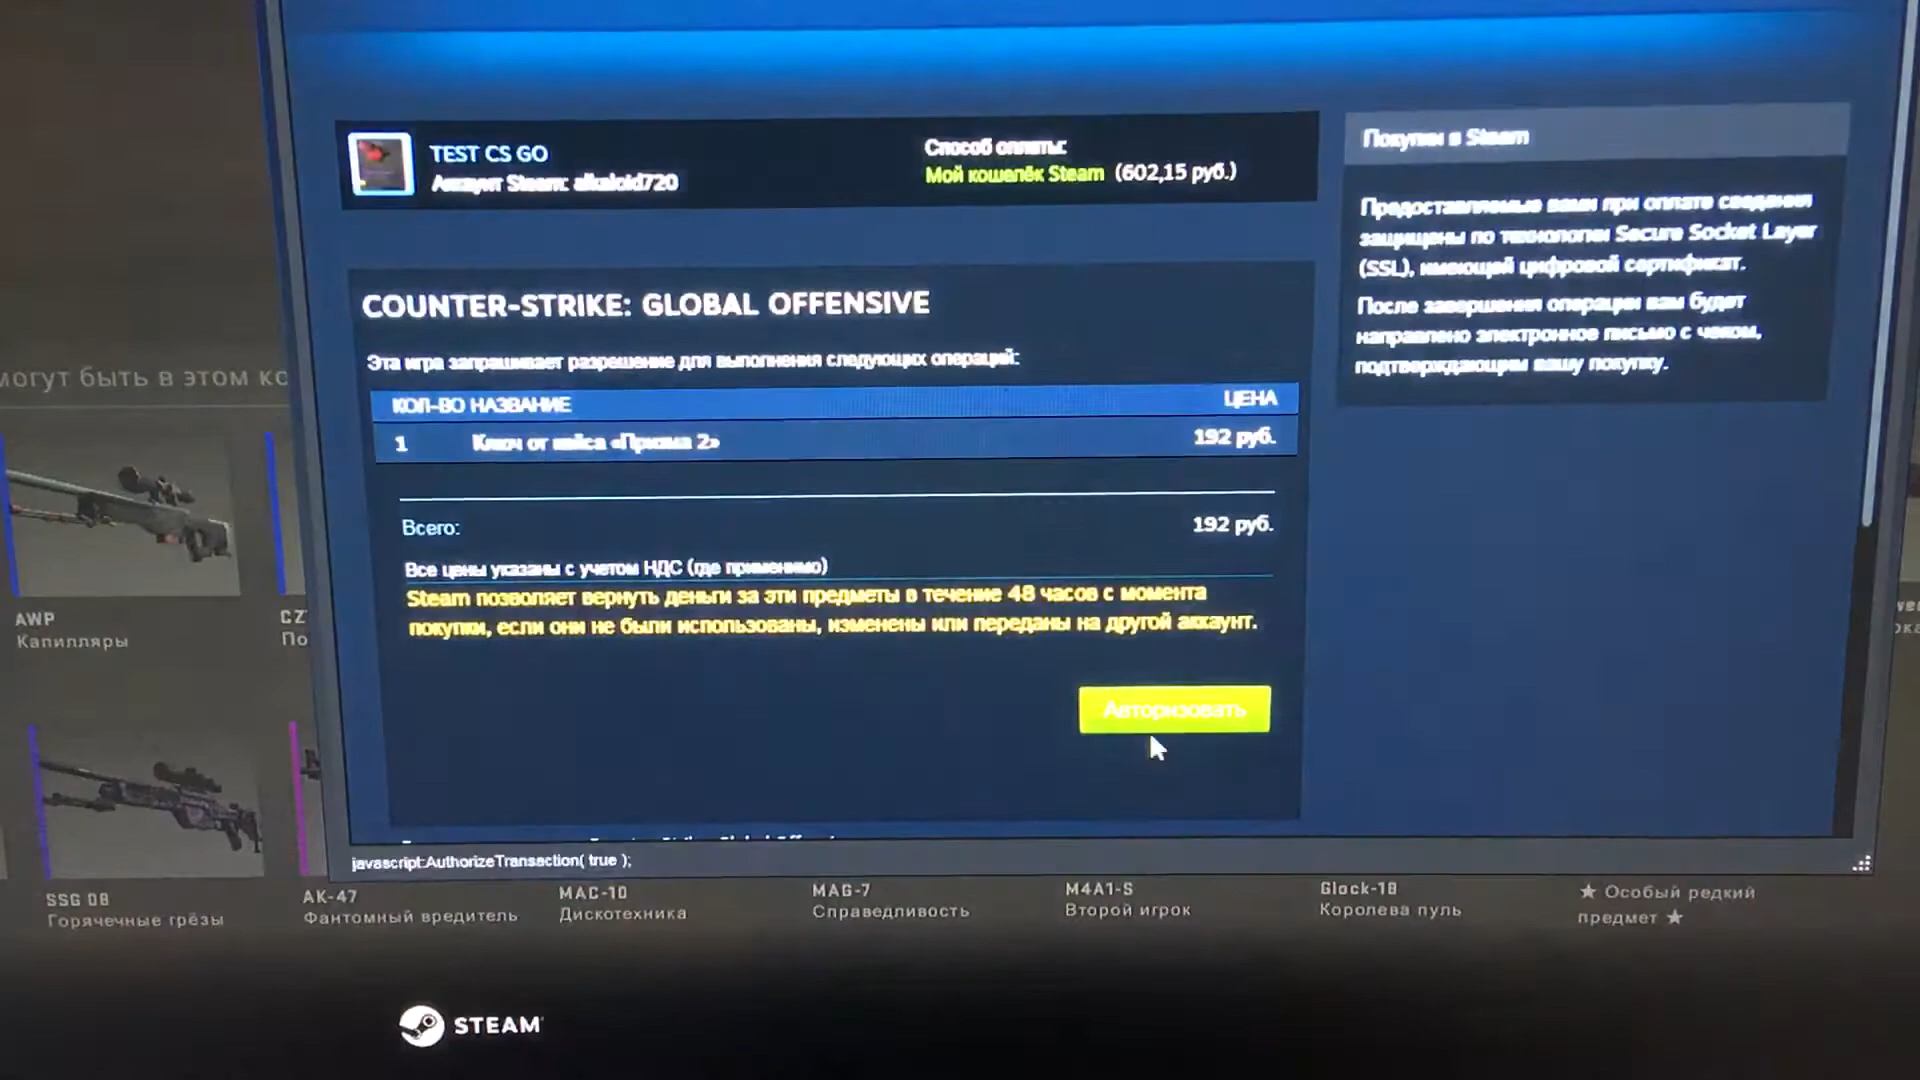 TEST CS GO
Аккаунт Steam: alkaloid720
Способ оплаты:
Мой кошелёк Steam (602,15 руб.)
Покупки в Steam
Предоставляемые вами при оплате сведения
защищены по технологии Secure Socket Layer
(SSL), имеющей цифровой сертификат.
После завершения операции вам будет
направлено электронное письмо с чеком,
подтверждающим вашу покупку.
COUNTER-STRIKE: GLOBAL OFFENSIVE
Эта игра запрашивает разрешение для выполнения следующих операций:
КОЛ-ВО НАЗВАНИЕ ЦЕНА
1 Ключ от кейса «Призма 2» 192 руб.
Всего: 192 руб.
Все цены указаны с учетом НДС (где применимо)
Steam позволяет вернуть деньги за эти предметы в течение 48 часов с момента
покупки, если они не были использованы, изменены или переданы на другой аккаунт.
Авторизовать
javascript:AuthorizeTransaction( true );
могут быть в этом ко
AWP
Капилляры
CZ
По
SSG 08
Горячечные грёзы
AK-47
Фантомный вредитель
MAC-10
Дискотехника
MAG-7
Справедливость
M4A1-S
Второй игрок
Glock-18
Королева пуль
★ Особый редкий
предмет ★
STEAM